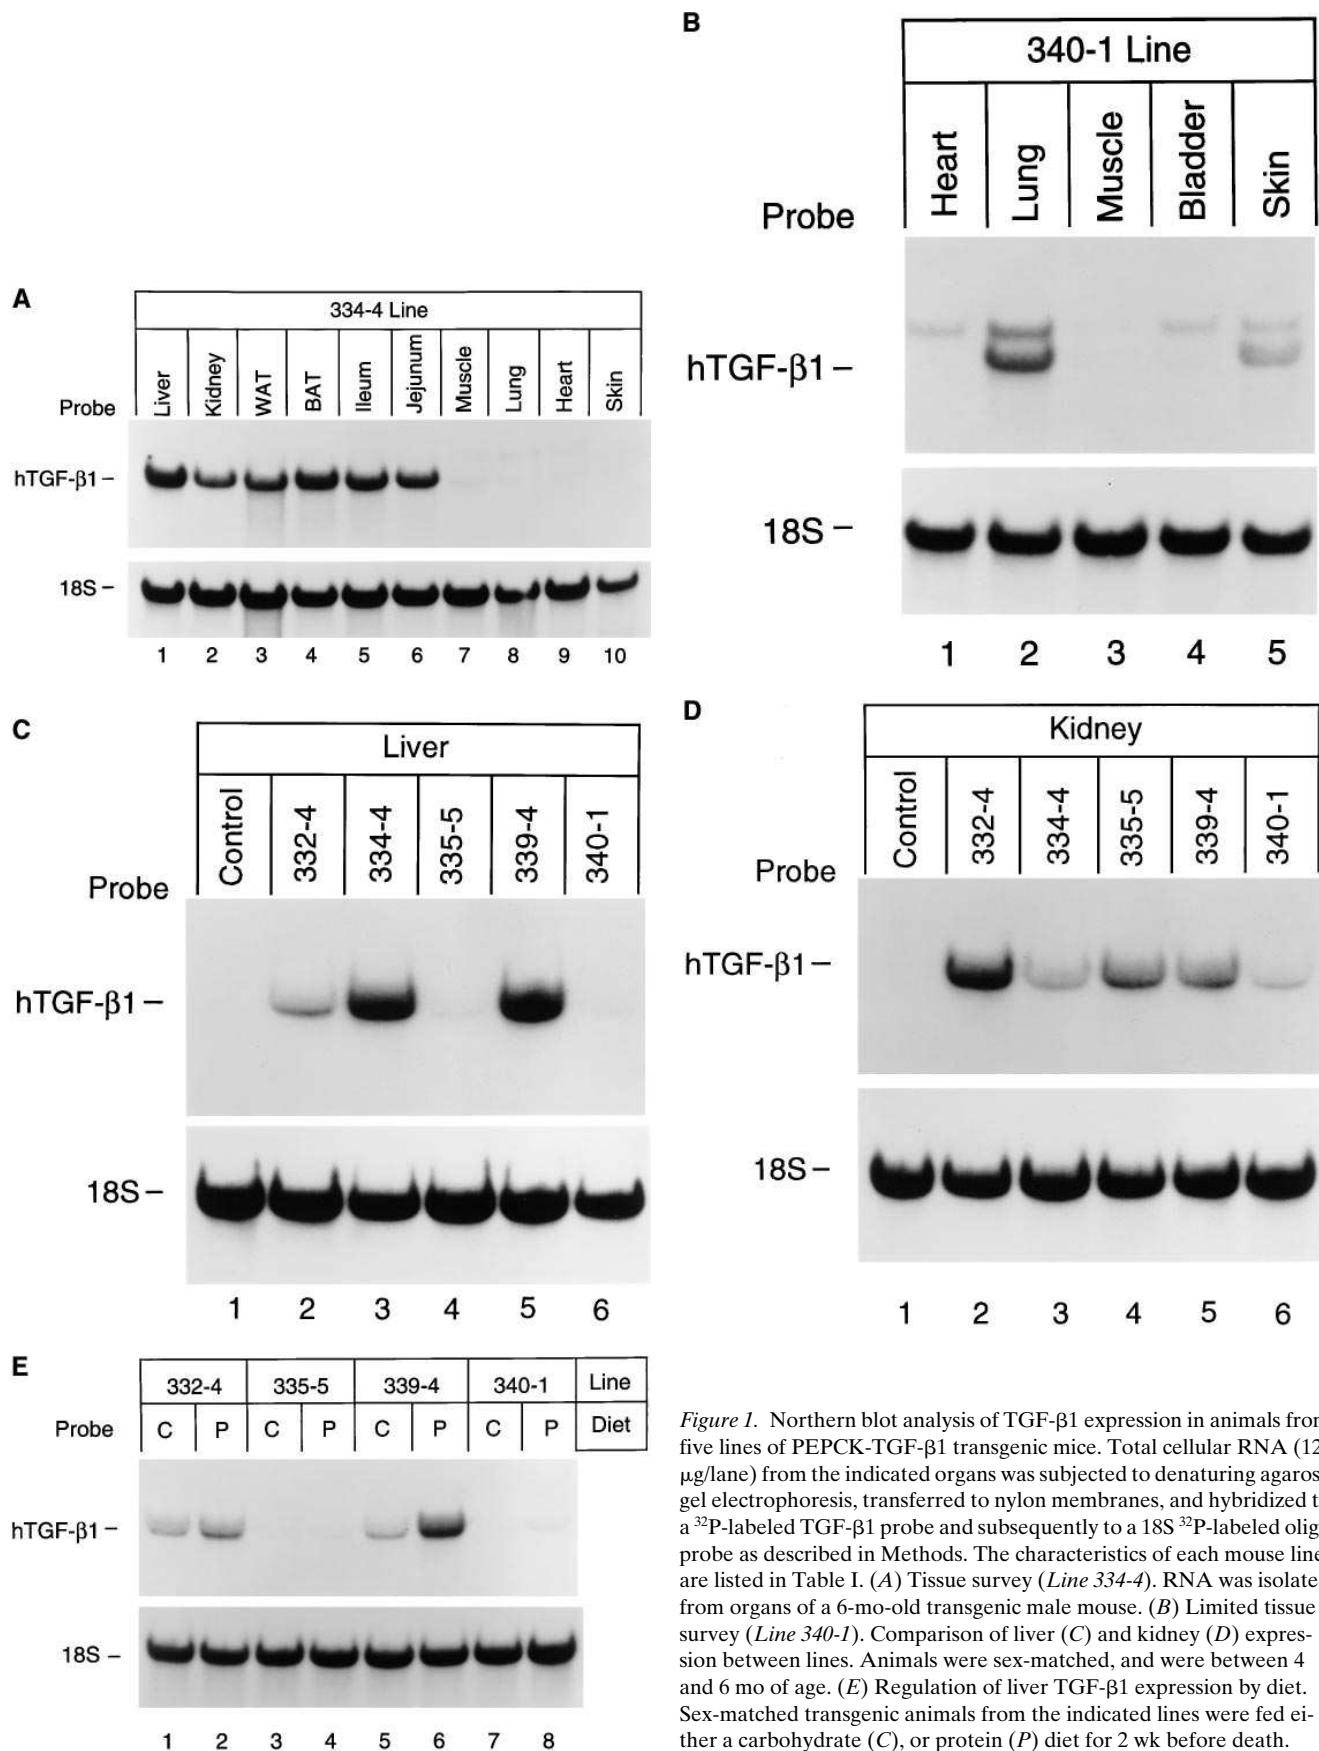 A
334-4 Line
Probe
Liver
Kidney
WAT
BAT
Ileum
Jejunum
Muscle
Lung
Heart
Skin
hTGF-β1 –
18S –
1 2 3 4 5 6 7 8 9 10
B
340-1 Line
Probe
Heart
Lung
Muscle
Bladder
Skin
hTGF-β1 –
18S –
1 2 3 4 5
C
Liver
Probe
Control
332-4
334-4
335-5
339-4
340-1
hTGF-β1 –
18S –
1 2 3 4 5 6
D
Kidney
Probe
Control
332-4
334-4
335-5
339-4
340-1
hTGF-β1 –
18S –
1 2 3 4 5 6
E
332-4 335-5 339-4 340-1 Line
Probe C P C P C P C P Diet
hTGF-β1 –
18S –
1 2 3 4 5 6 7 8
Figure 1. Northern blot analysis of TGF-β1 expression in animals from
five lines of PEPCK-TGF-β1 transgenic mice. Total cellular RNA (12
μg/lane) from the indicated organs was subjected to denaturing agaros
gel electrophoresis, transferred to nylon membranes, and hybridized t
a ³²P-labeled TGF-β1 probe and subsequently to a 18S ³²P-labeled olig
probe as described in Methods. The characteristics of each mouse line
are listed in Table I. (A) Tissue survey (Line 334-4). RNA was isolate
from organs of a 6-mo-old transgenic male mouse. (B) Limited tissue
survey (Line 340-1). Comparison of liver (C) and kidney (D) expres-
sion between lines. Animals were sex-matched, and were between 4
and 6 mo of age. (E) Regulation of liver TGF-β1 expression by diet.
Sex-matched transgenic animals from the indicated lines were fed ei-
ther a carbohydrate (C), or protein (P) diet for 2 wk before death.